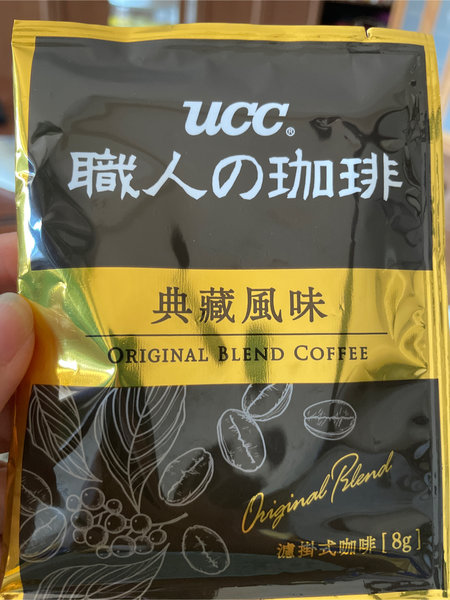 UCC®
職人の珈琲
典藏風味
ORIGINAL BLEND COFFEE
Original Blend
濾掛式咖啡[8g]